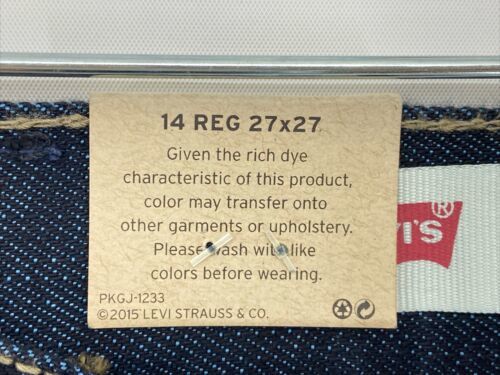 14 REG 27x27
Given the rich dye
characteristic of this product,
color may transfer onto
other garments or upholstery.
Please wash with like
colors before wearing.
PKGJ-1233
©2015 LEVI STRAUSS & CO.
VI'S®